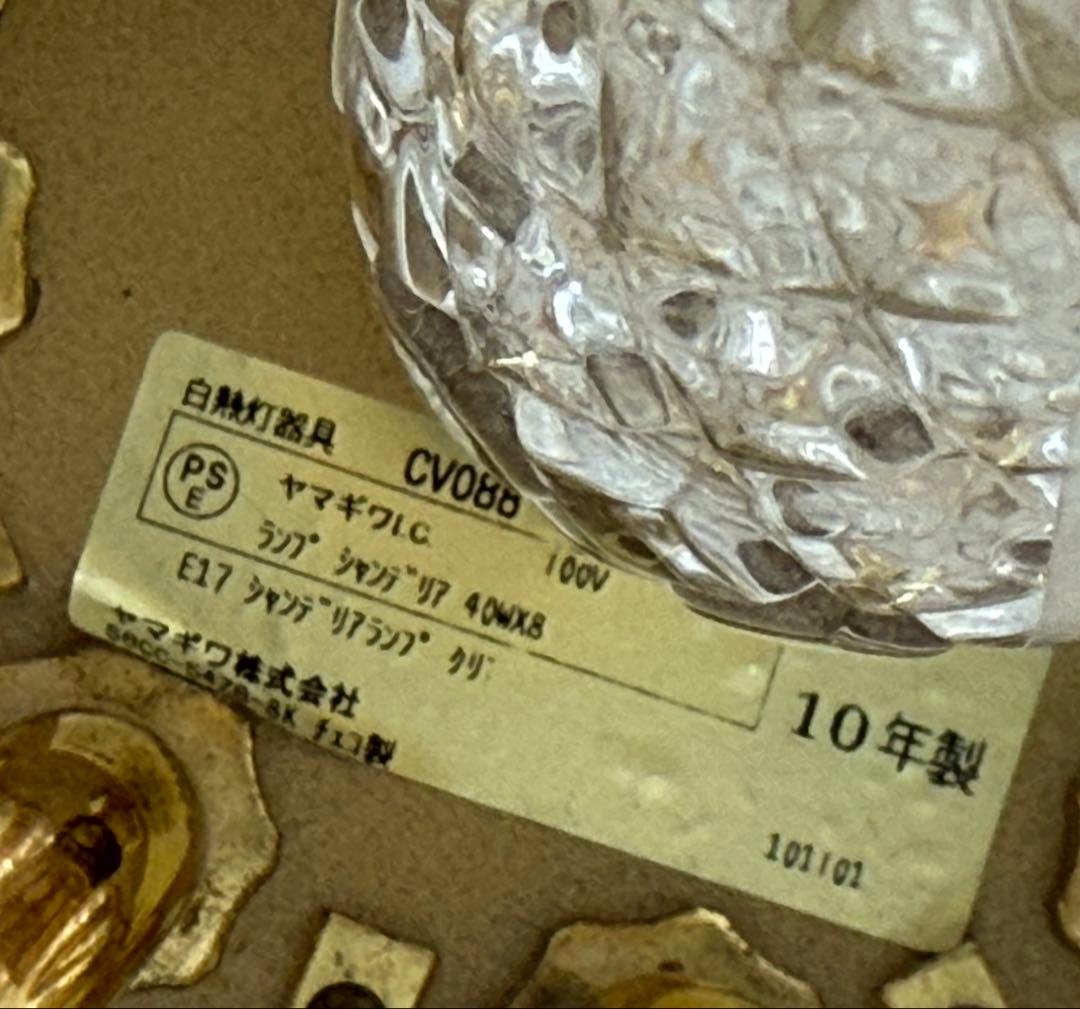 白熱灯器具 CV088
PS
E
ヤマギワL.C.
100V
ランプ シャンデリア 40WX8
E17 シャンデリアランプ クリ
ヤマギワ株式会社
チェコ製
10年製
101101